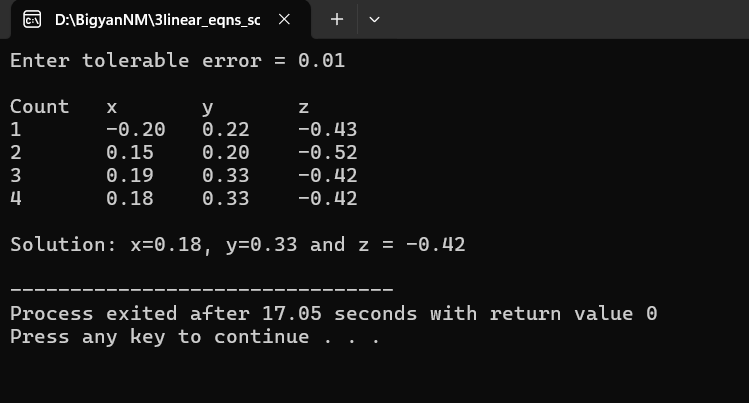 D:\BigyanNM\3linear_eqns_sc
Enter tolerable error = 0.01
Count x y z
1 -0.20 0.22 -0.43
2 0.15 0.20 -0.52
3 0.19 0.33 -0.42
4 0.18 0.33 -0.42
Solution: x=0.18, y=0.33 and z = -0.42
--------------------------------
Process exited after 17.05 seconds with return value 0
Press any key to continue . . .